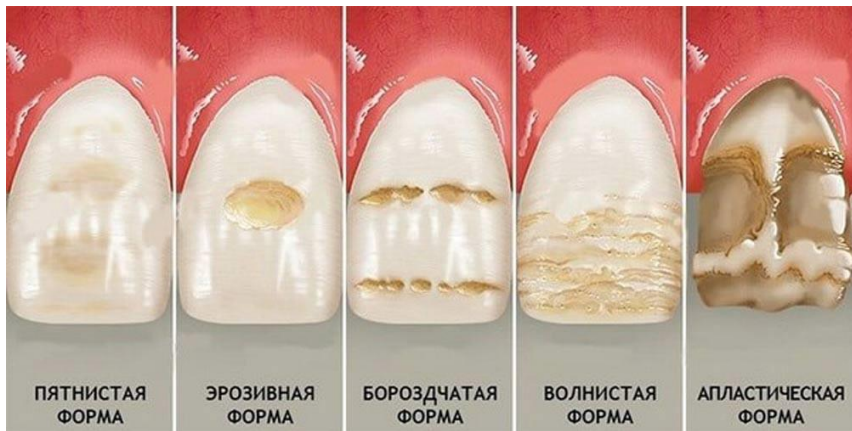 ПЯТНИСТАЯ
ФОРМА
ЭРОЗИВНАЯ
ФОРМА
БОРОЗДЧАТАЯ
ФОРМА
ВОЛНИСТАЯ
ФОРМА
АПЛАСТИЧЕСКАЯ
ФОРМА